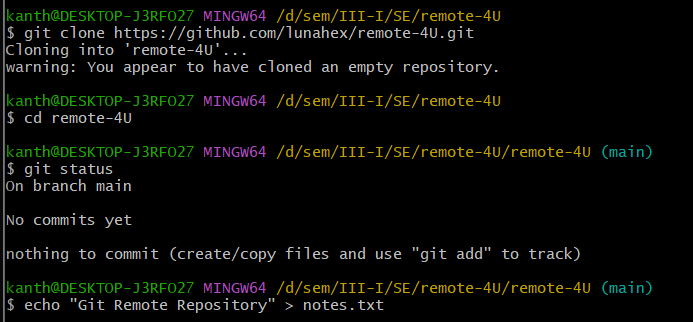 kanth@DESKTOP-J3RFO27 MINGW64 /d/sem/III-I/SE/remote-4U
$ git clone https://github.com/lunahex/remote-4U.git
Cloning into 'remote-4U'...
warning: You appear to have cloned an empty repository.
kanth@DESKTOP-J3RFO27 MINGW64 /d/sem/III-I/SE/remote-4U
$ cd remote-4U
kanth@DESKTOP-J3RFO27 MINGW64 /d/sem/III-I/SE/remote-4U/remote-4U (main)
$ git status
On branch main
No commits yet
nothing to commit (create/copy files and use "git add" to track)
kanth@DESKTOP-J3RFO27 MINGW64 /d/sem/III-I/SE/remote-4U/remote-4U (main)
$ echo "Git Remote Repository" > notes.txt